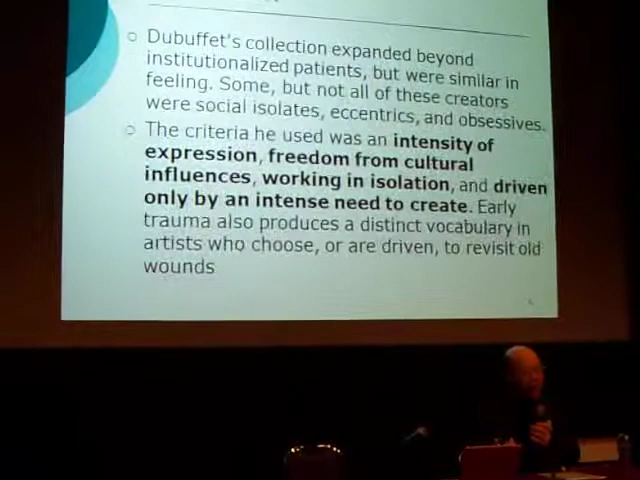 Dubuffet's collection expanded beyond
institutionalized patients, but were similar in
feeling. Some, but not all of these creators
were social isolates, eccentrics, and obsessives.
The criteria he used was an intensity of
expression, freedom from cultural
influences, working in isolation, and driven
only by an intense need to create. Early
trauma also produces a distinct vocabulary in
artists who choose, or are driven, to revisit old
wounds